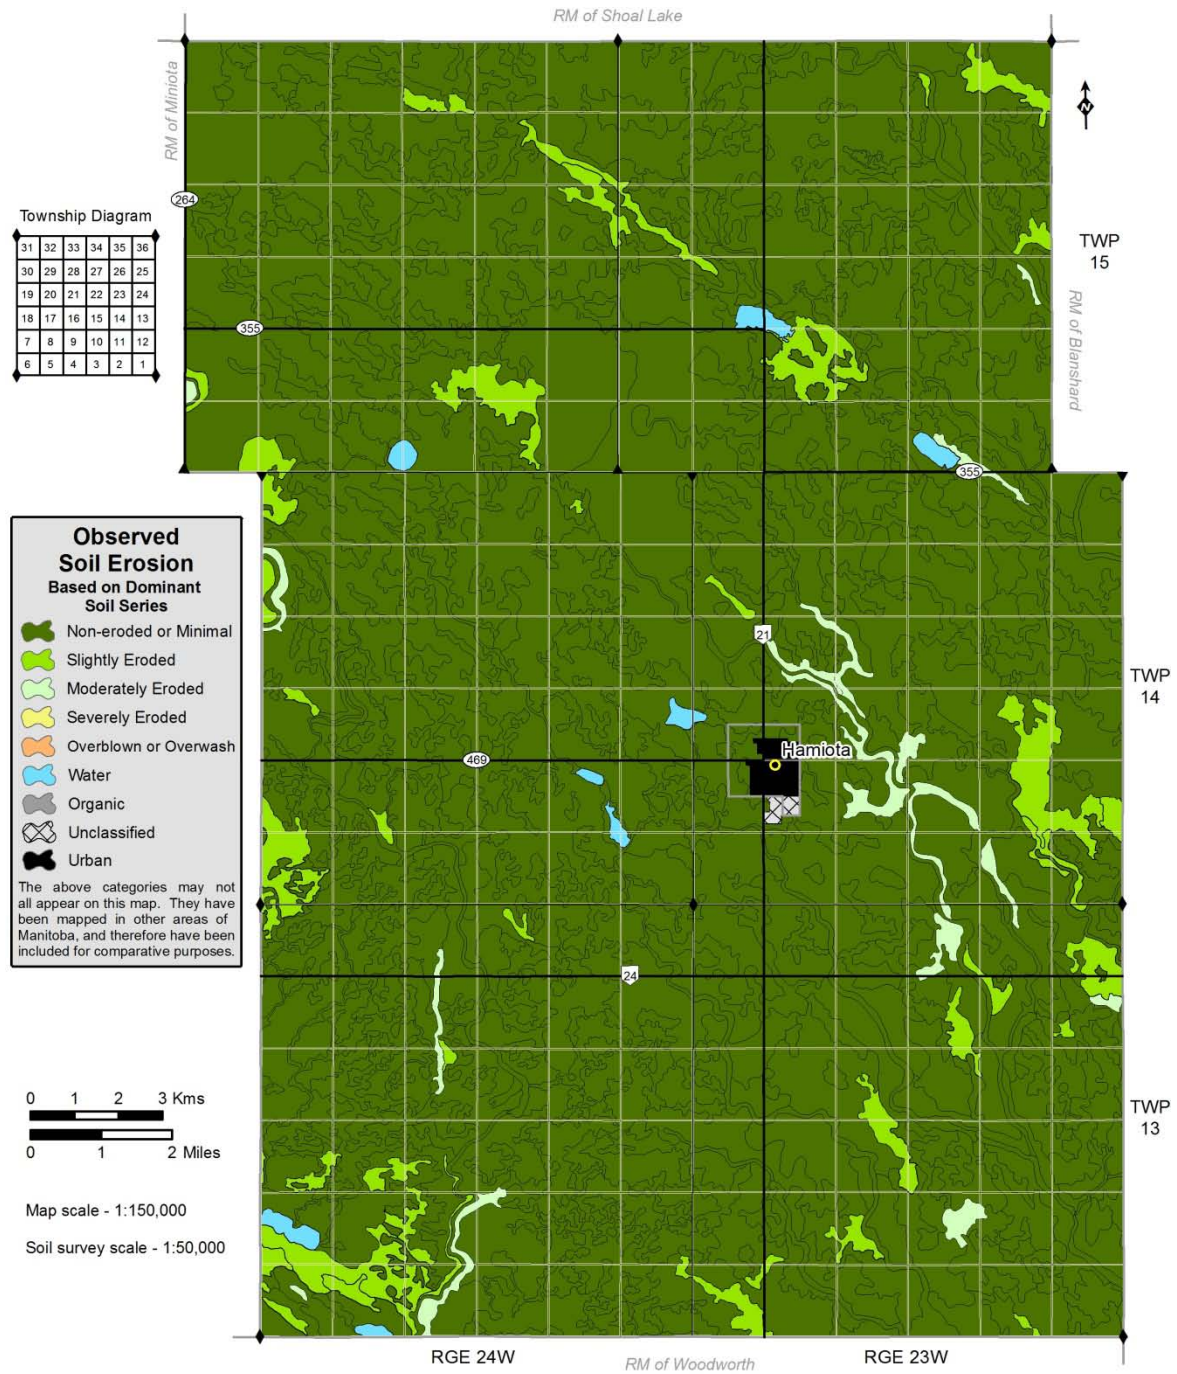 RM of Shoal Lake
RM of Miniota
N
264
Township Diagram
31 32 33 34 35 36
30 29 28 27 26 25
19 20 21 22 23 24
18 17 16 15 14 13
7 8 9 10 11 12
6 5 4 3 2 1
TWP
15
RM of Blanshard
355
355
Observed
Soil Erosion
Based on Dominant
Soil Series
Non-eroded or Minimal
Slightly Eroded
Moderately Eroded
Severely Eroded
Overblown or Overwash
Water
Organic
Unclassified
Urban
The above categories may not
all appear on this map. They have
been mapped in other areas of
Manitoba, and therefore have been
included for comparative purposes.
21
TWP
14
Hamiota
469
24
0 1 2 3 Kms
0 1 2 Miles
TWP
13
Map scale - 1:150,000
Soil survey scale - 1:50,000
RGE 24W
RM of Woodworth
RGE 23W